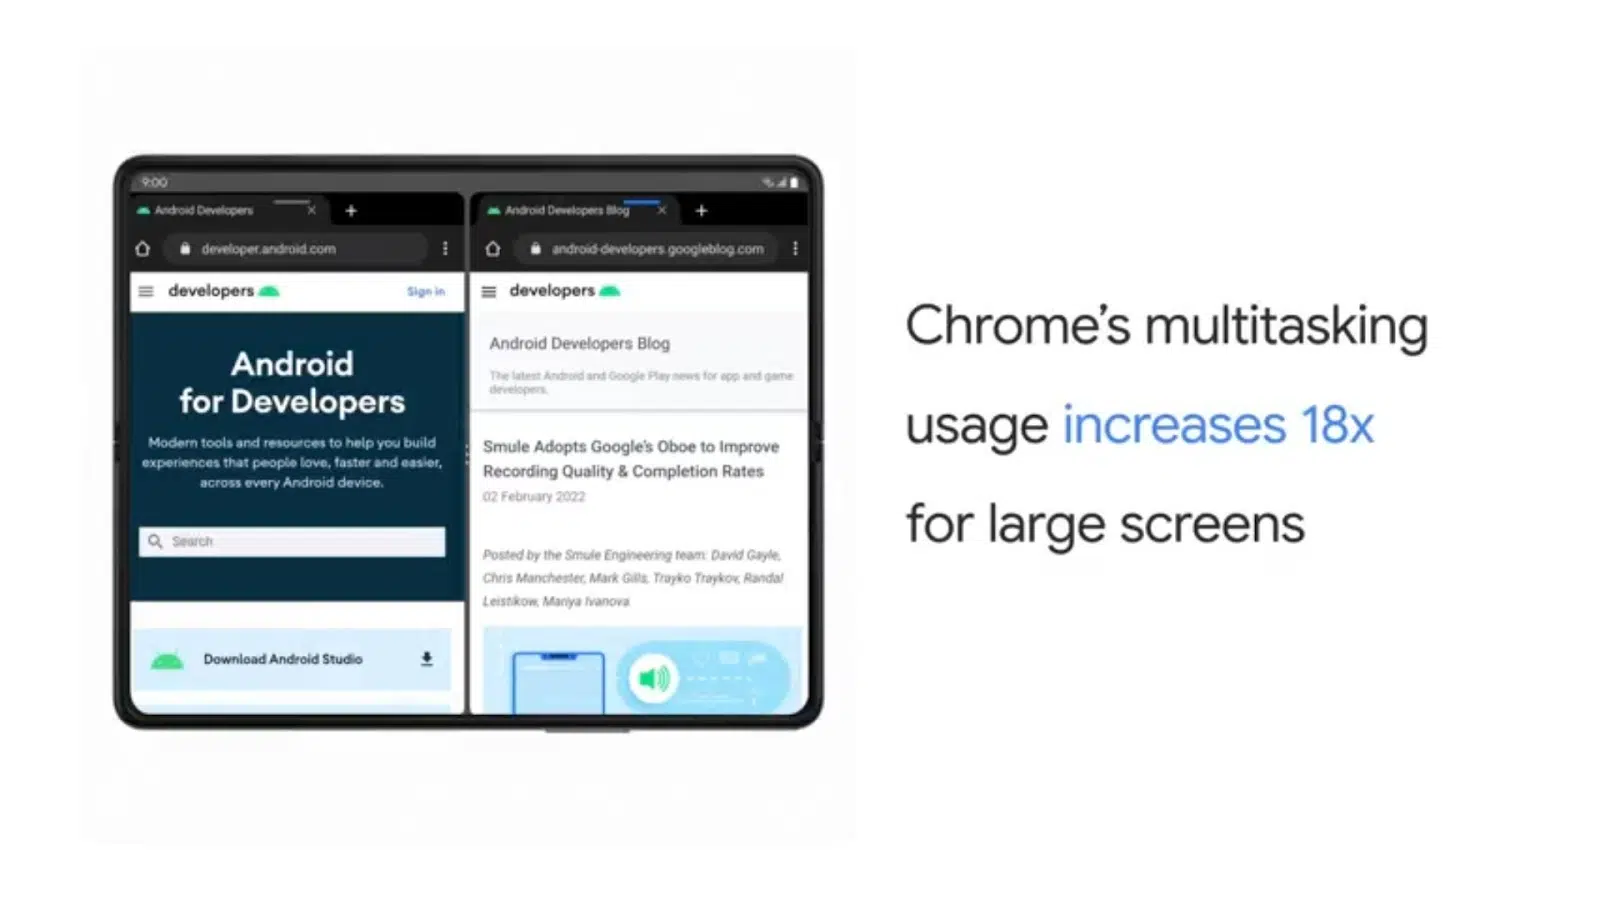 9:00
Android Developers
developer.android.com
developers
Sign in
Android
for Developers
Modern tools and resources to help you build
experiences that people love, faster and easier,
across every Android device.
Search
Download Android Studio
Android Developers Blog
android-developers.googleblog.com
developers
Android Developers Blog
The latest Android and Google Play news for app and game
developers.
Smule Adopts Google's Oboe to Improve
Recording Quality & Completion Rates
02 February 2022
Posted by the Smule Engineering team: David Gayle,
Chris Manchester, Mark Gills, Trayko Traykov, Randal
Leistikow, Mariya Ivanova
Chrome’s multitasking
usage increases 18x
for large screens